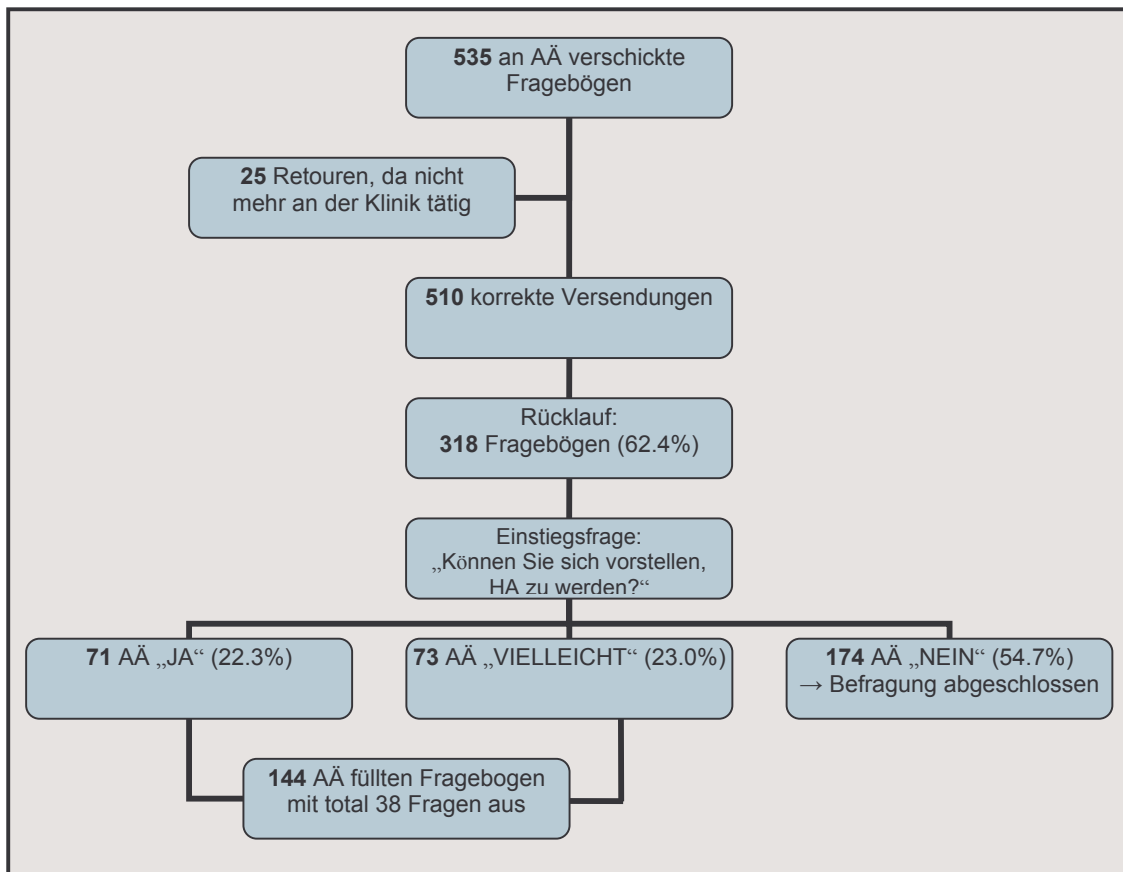 535 an AÄ verschickte
Fragebögen
25 Retouren, da nicht
mehr an der Klinik tätig
510 korrekte Versendungen
Rücklauf:
318 Fragebögen (62.4%)
Einstiegsfrage:
„Können Sie sich vorstellen,
HA zu werden?“
71 AÄ „JA“ (22.3%)
73 AÄ „VIELLEICHT“ (23.0%)
174 AÄ „NEIN“ (54.7%)
→ Befragung abgeschlossen
144 AÄ füllten Fragebogen
mit total 38 Fragen aus